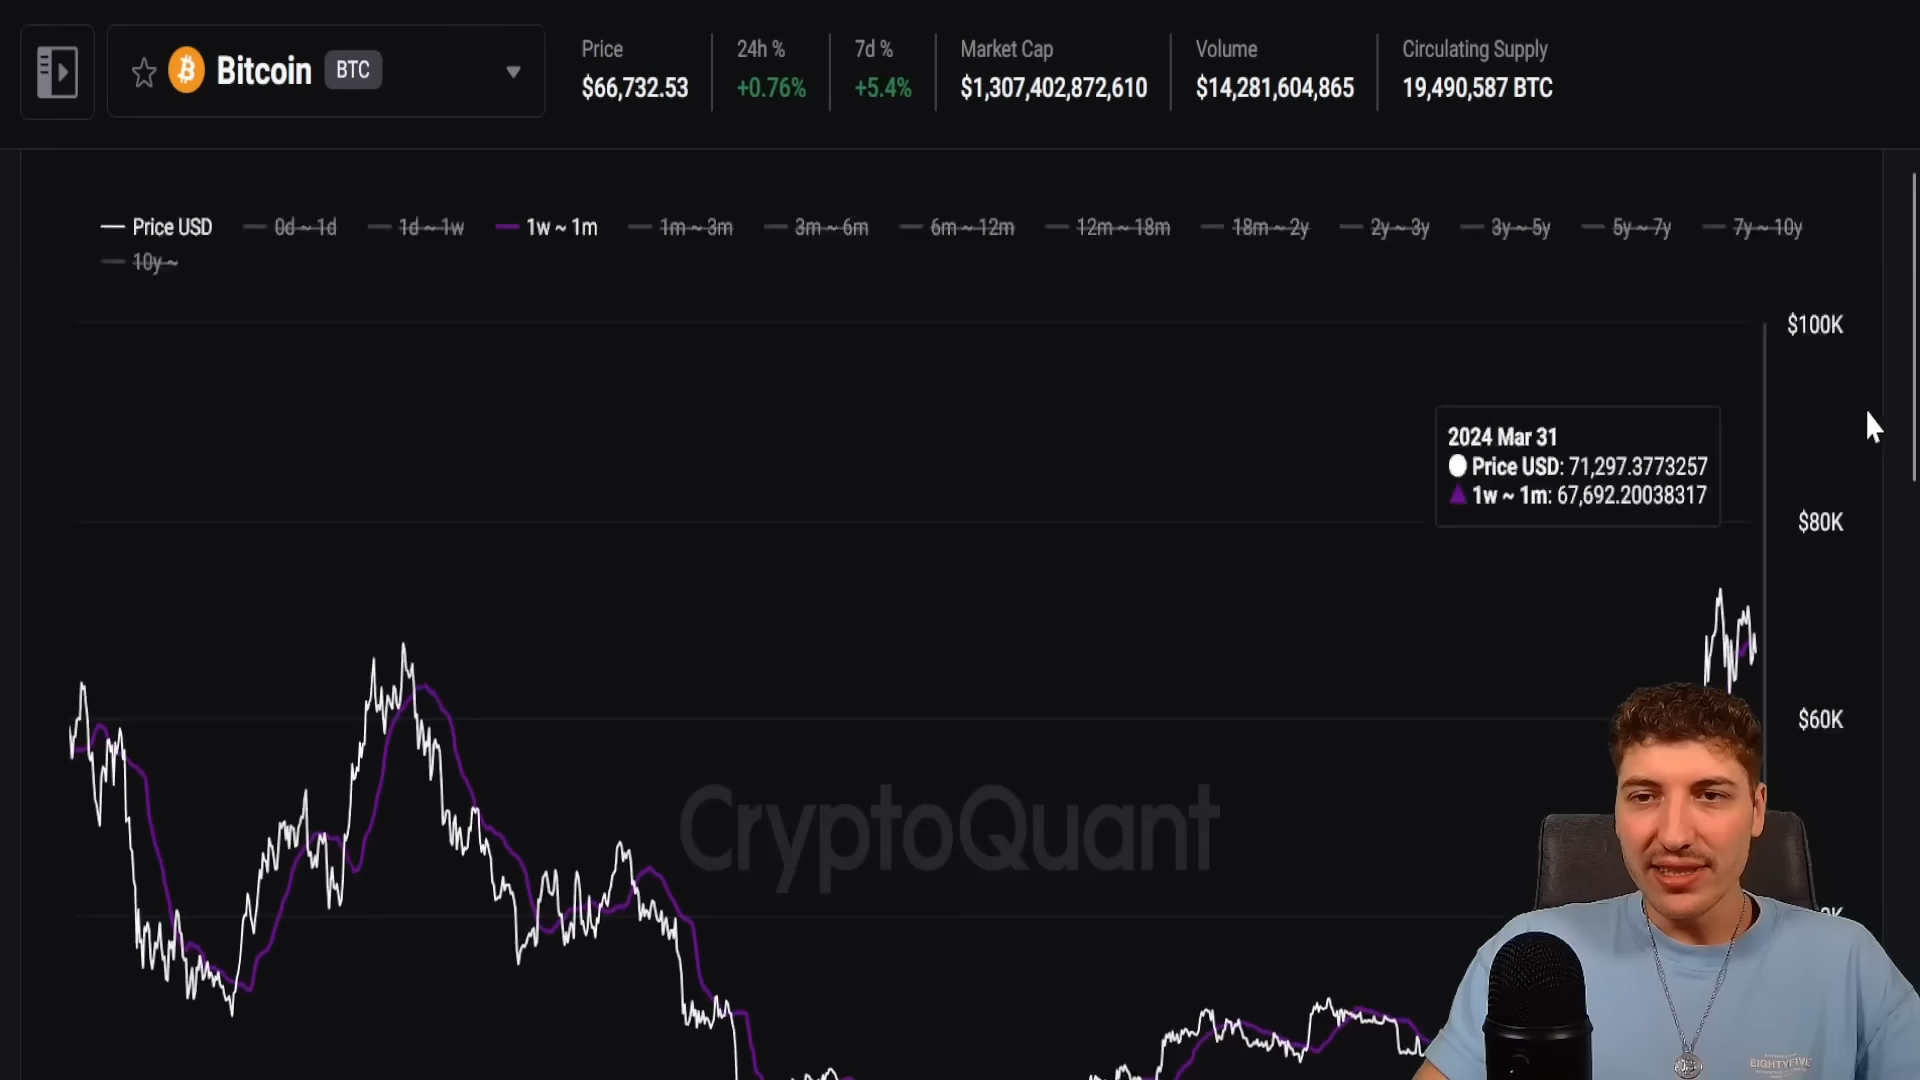 Bitcoin BTC
Price 24h % 7d % Market Cap Volume Circulating Supply
$66,732.53 +0.76% +5.4% $1,307,402,872,610 $14,281,604,865 19,490,587 BTC
Price USD 0d ~ 1d 1d ~ 1w 1w ~ 1m 1m ~ 3m 3m ~ 6m 6m ~ 12m 12m ~ 18m 18m ~ 2y 2y ~ 3y 3y ~ 5y 5y ~ 7y 7y ~ 10y
10y ~
$100K
2024 Mar 31
Price USD: 71,297.3773257
1w ~ 1m: 67,692.20038317
$80K
$60K
CryptoQuant
EIGHTYFIVE